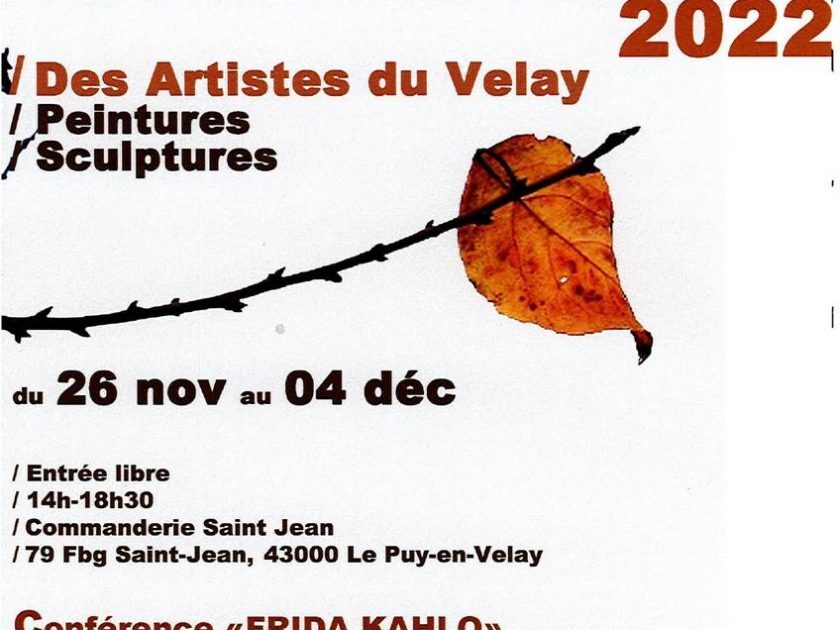 2022
/ Des Artistes du Velay
/ Peintures
/ Sculptures
du 26 nov au 04 déc
/ Entrée libre
/ 14h-18h30
/ Commanderie Saint Jean
/ 79 Fbg Saint-Jean, 43000 Le Puy-en-Velay
Conférence «FRIDA KAHLO»